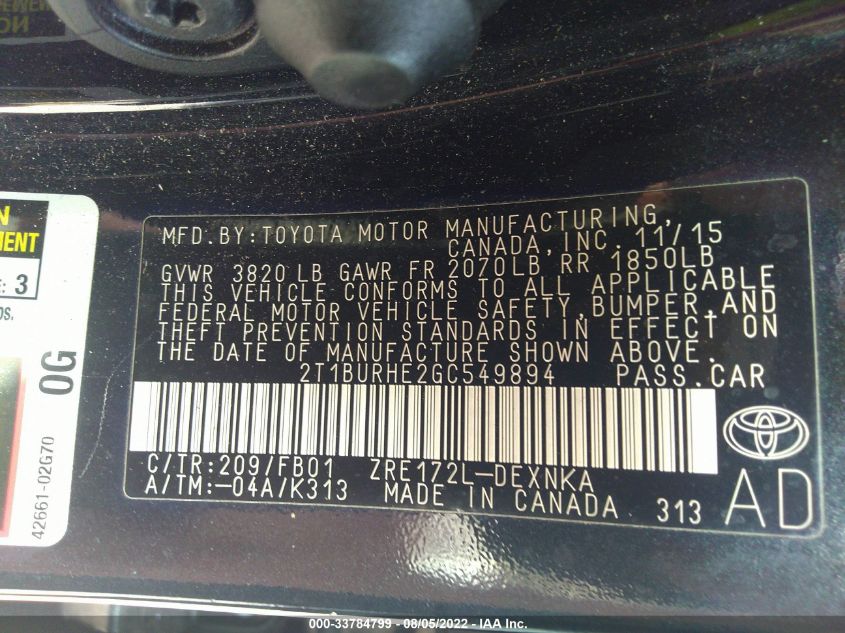 N
MENT
E: 3
OS.
0G
42661-02G70
MFD.BY:TOYOTA MOTOR MANUFACTURING,
CANADA,INC. 11/15
GVWR 3820 LB GAWR FR 2070LB RR 1850LB
THIS VEHICLE CONFORMS TO ALL APPLICABLE
FEDERAL MOTOR VEHICLE SAFETY,BUMPER,AND
THEFT PREVENTION STANDARDS IN EFFECT ON
THE DATE OF MANUFACTURE SHOWN ABOVE.
2T1BURHE2GC549894 PASS.CAR
C/TR:209/FB01 ZRE172L-DEXNKA
A/TM:-04A/K313 MADE IN CANADA 313
AD
000-33784799 - 08/05/2022 - IAA Inc.